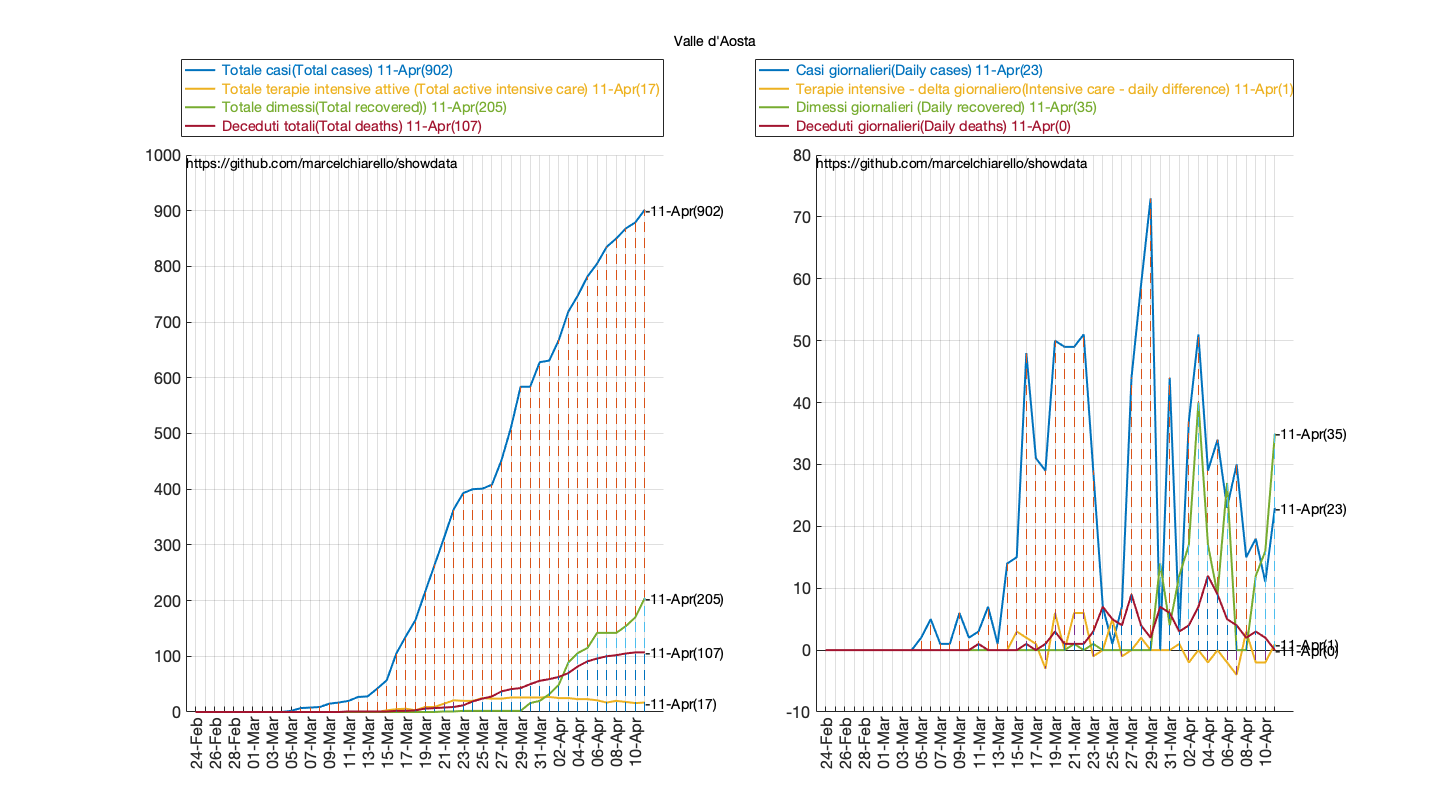 Valle d'Aosta
Totale casi(Total cases) 11-Apr(902)
Totale terapie intensive attive (Total active intensive care) 11-Apr(17)
Totale dimessi(Total recovered)) 11-Apr(205)
Deceduti totali(Total deaths) 11-Apr(107)
https://github.com/marcelchiarello/showdata
1000
900
800
700
600
500
400
300
200
100
0
-11-Apr(902)
-11-Apr(205)
-11-Apr(107)
-11-Apr(17)
24-Feb
26-Feb
28-Feb
01-Mar
03-Mar
05-Mar
07-Mar
09-Mar
11-Mar
13-Mar
15-Mar
17-Mar
19-Mar
21-Mar
23-Mar
25-Mar
27-Mar
29-Mar
31-Mar
02-Apr
04-Apr
06-Apr
08-Apr
10-Apr
Casi giornalieri(Daily cases) 11-Apr(23)
Terapie intensive - delta giornaliero(Intensive care - daily difference) 11-Apr(1)
Dimessi giornalieri (Daily recovered) 11-Apr(35)
Deceduti giornalieri(Daily deaths) 11-Apr(0)
https://github.com/marcelchiarello/showdata
80
70
60
50
40
30
20
10
0
-10
-11-Apr(35)
-11-Apr(23)
-11-Apr(1)
-11-Apr(0)
24-Feb
26-Feb
28-Feb
01-Mar
03-Mar
05-Mar
07-Mar
09-Mar
11-Mar
13-Mar
15-Mar
17-Mar
19-Mar
21-Mar
23-Mar
25-Mar
27-Mar
29-Mar
31-Mar
02-Apr
04-Apr
06-Apr
08-Apr
10-Apr